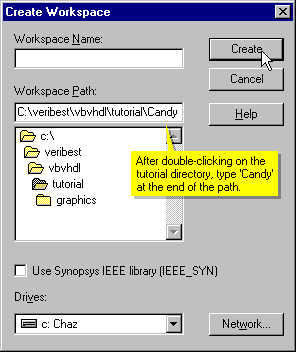 Create Workspace
Workspace Name:
Create
Cancel
Workspace Path:
Help
C:\veribest\vbvhdl\tutorial\Candy
c:\
veribest
vbvhdl
tutorial
graphics
After double-clicking on the
tutorial directory, type 'Candy'
at the end of the path.
Use Synopsys IEEE library (IEEE_SYN)
Drives:
c: Chaz
Network...